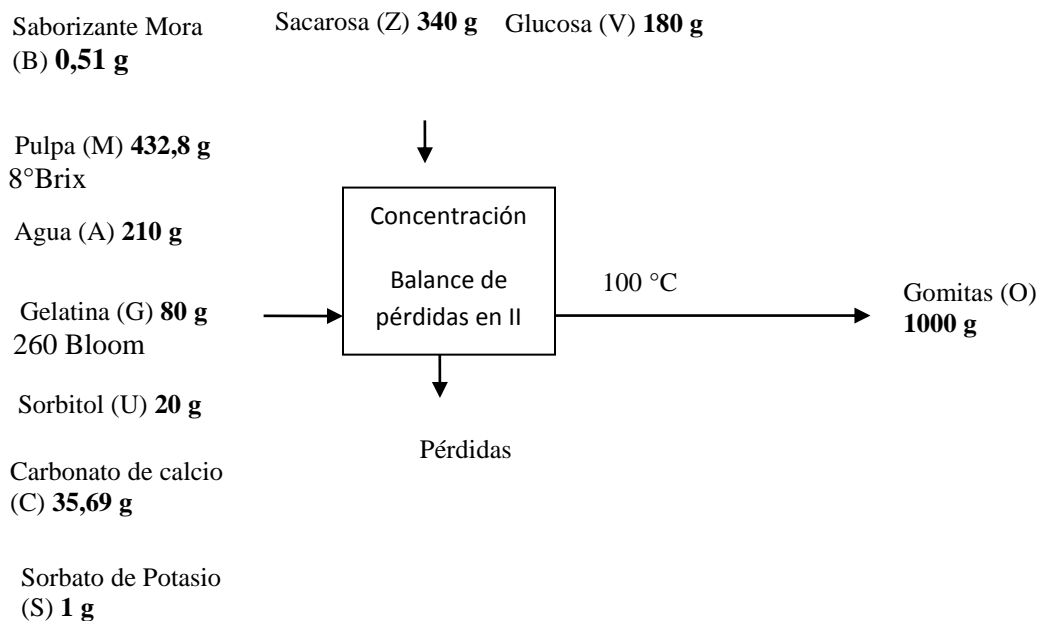 Saborizante Mora
(B) 0,51 g
Sacarosa (Z) 340 g
Glucosa (V) 180 g
Pulpa (M) 432,8 g
8°Brix
Agua (A) 210 g
Gelatina (G) 80 g
260 Bloom
Sorbitol (U) 20 g
Carbonato de calcio
(C) 35,69 g
Sorbato de Potasio
(S) 1 g
Concentración
Balance de
pérdidas en II
100 °C
Pérdidas
Gomitas (O)
1000 g